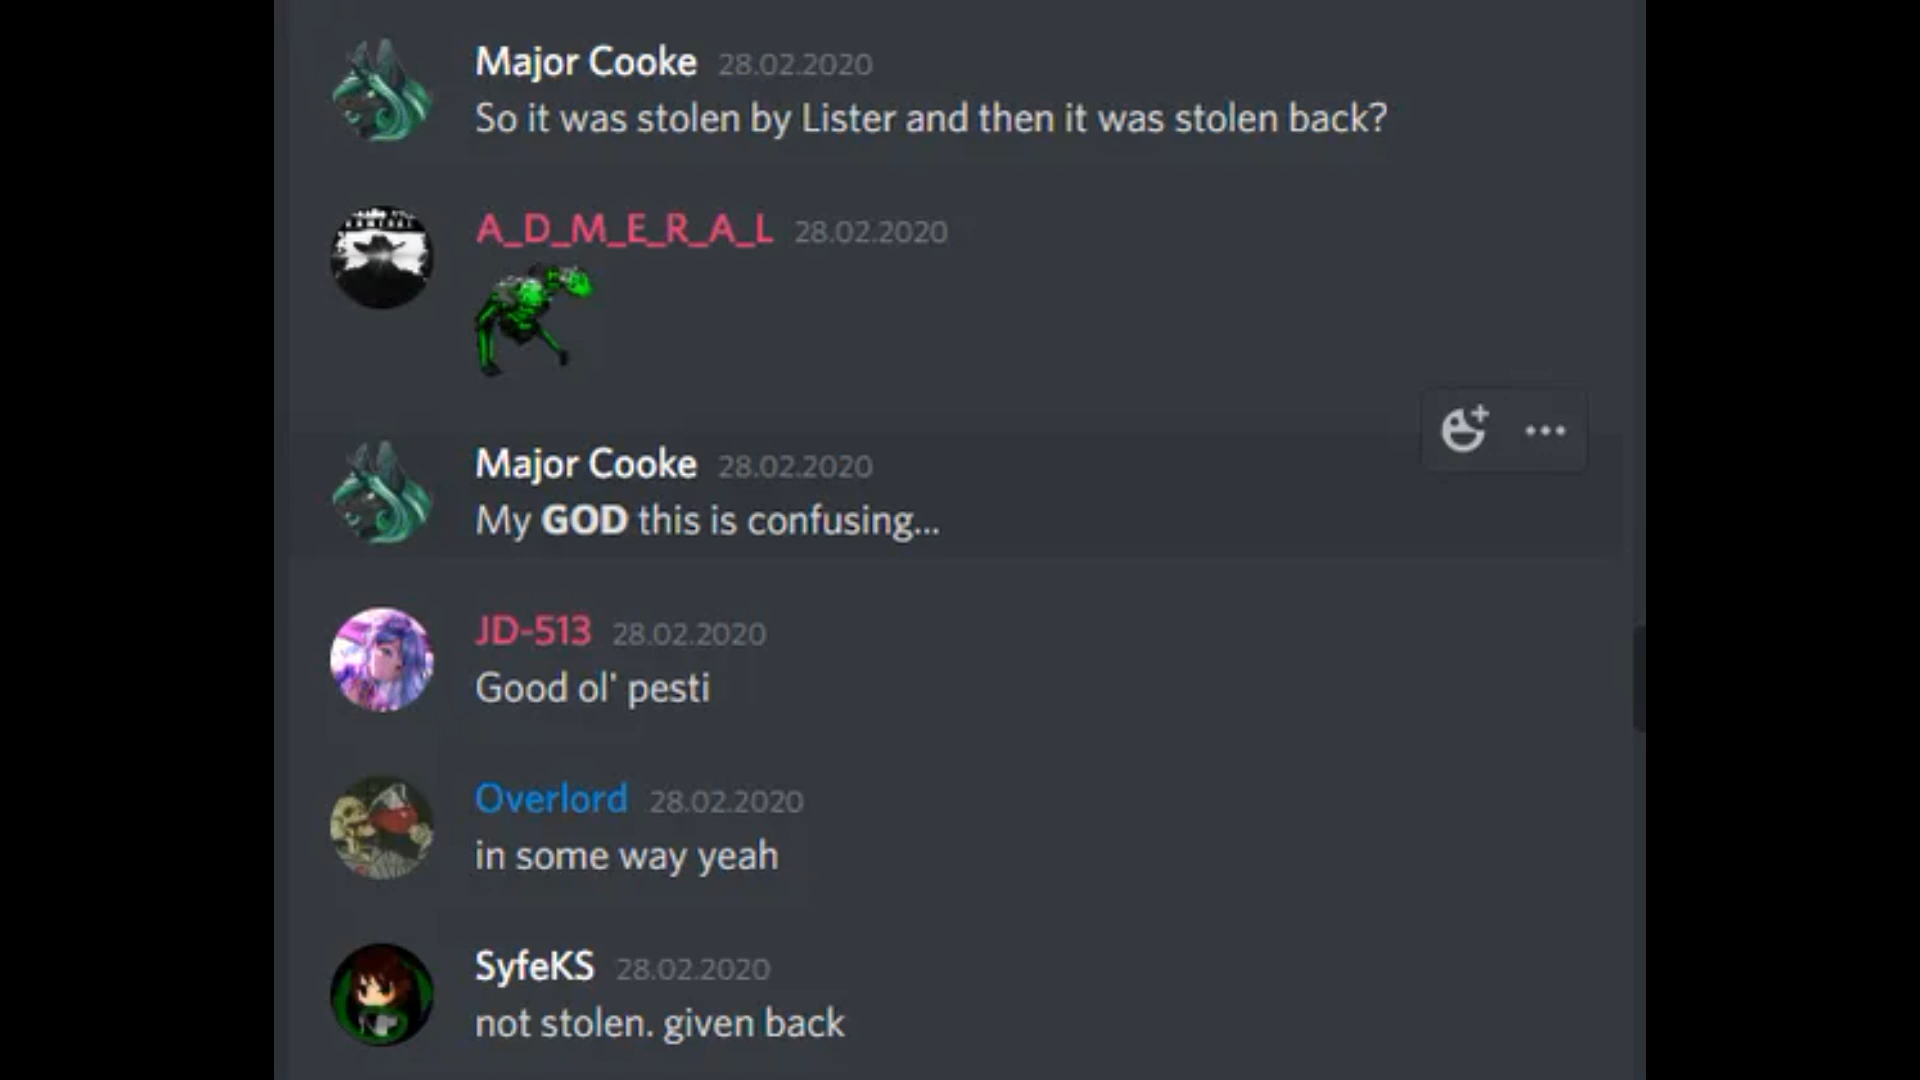 Major Cooke 28.02.2020
So it was stolen by Lister and then it was stolen back?
A_D_M_E_R_A_L 28.02.2020
Major Cooke 28.02.2020
My GOD this is confusing...
JD-513 28.02.2020
Good ol' pesti
Overlord 28.02.2020
in some way yeah
SyfeKS 28.02.2020
not stolen. given back